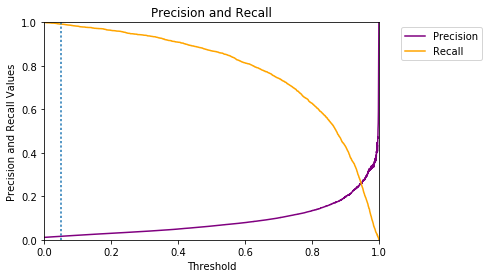 Precision and Recall
Precision
Recall
Precision and Recall Values
1.0
0.8
0.6
0.4
0.2
0.0
0.0
0.2
0.4
0.6
0.8
1.0
Threshold